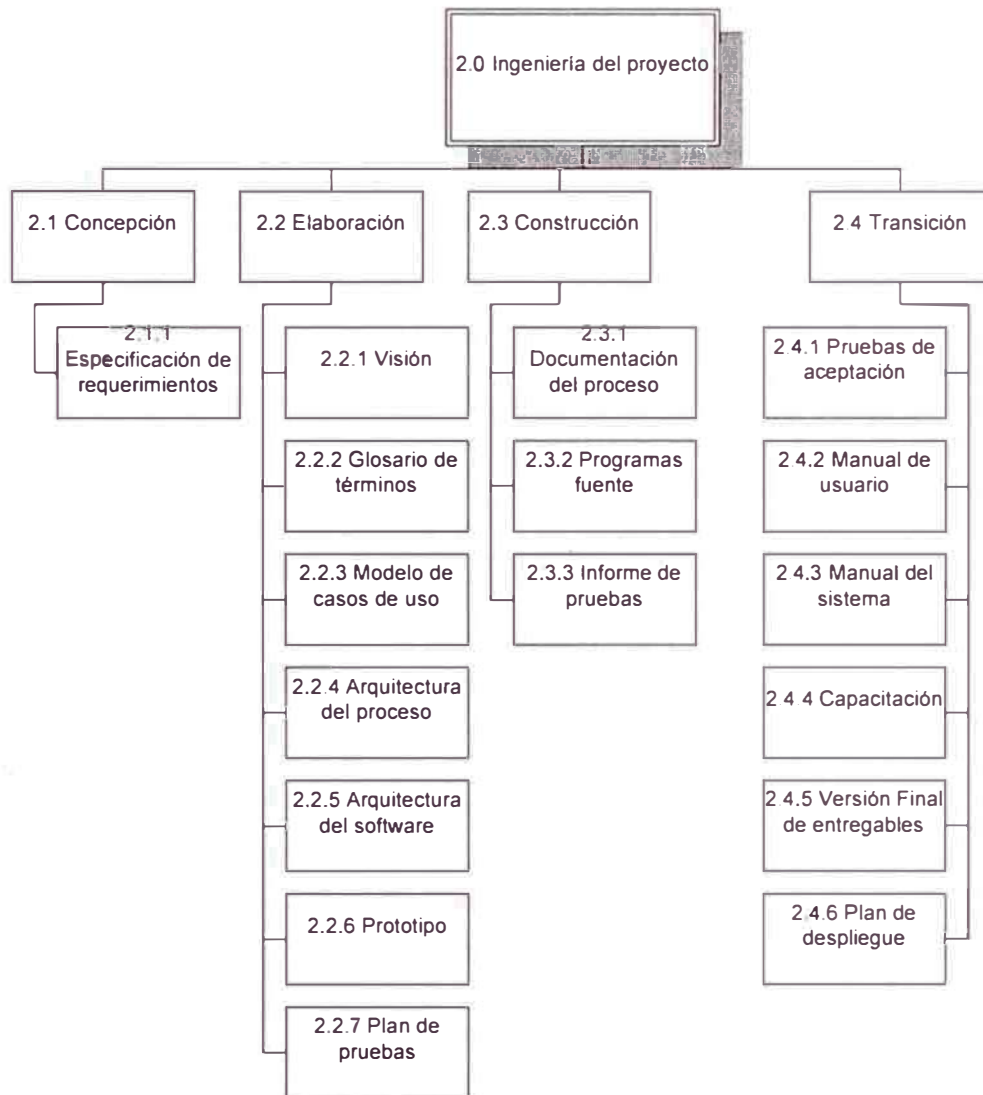 2.0 Ingeniería del proyecto
2.1 Concepción
2.2 Elaboración
2.3 Construcción
2.4 Transición
2.1.1
Especificación de
requerimientos
2.2.1 Visión
2.2.2 Glosario de
términos
2.2.3 Modelo de
casos de uso
2.2.4 Arquitectura
del proceso
2.2.5 Arquitectura
del software
2.2.6 Prototipo
2.2.7 Plan de
pruebas
2.3.1
Documentación
del proceso
2.3.2 Programas
fuente
2.3.3 Informe de
pruebas
2.4.1 Pruebas de
aceptación
2.4.2 Manual de
usuario
2.4.3 Manual del
sistema
2.4.4 Capacitación
2.4.5 Versión Final
de entregables
2.4.6 Plan de
despliegue